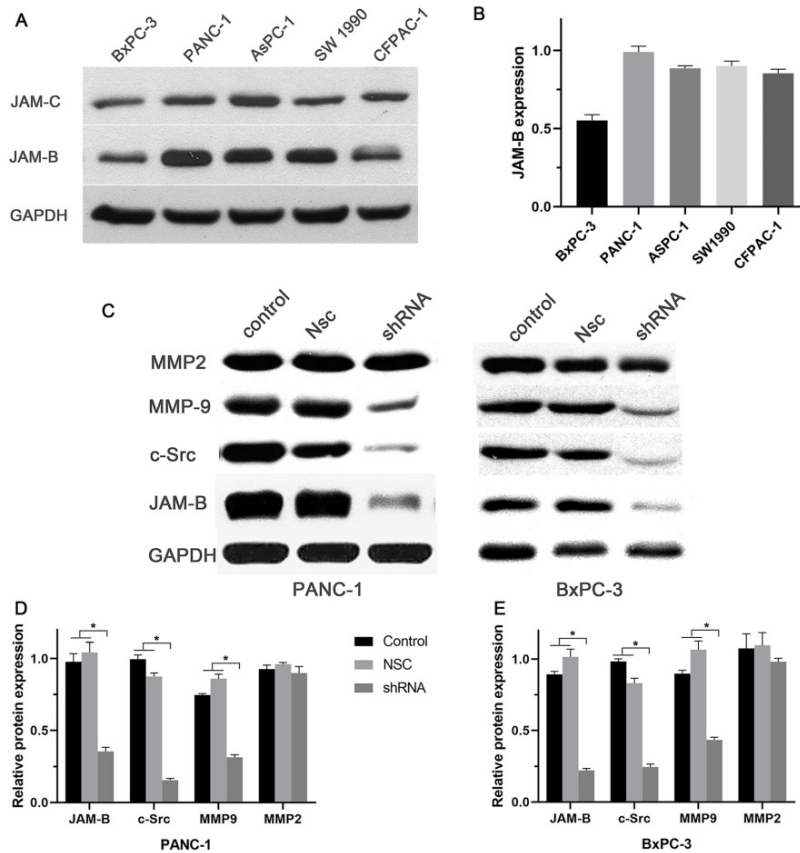 A
BxPC-3 PANC-1 AsPC-1 SW 1990 CFPAC-1
JAM-C
JAM-B
GAPDH
B
JAM-B expression
1.0
0.5
0.0
BxPC-3 PANC-1 ASPC-1 SW1990 CFPAC-1
C
control Nsc shRNA control Nsc shRNA
MMP2
MMP-9
c-Src
JAM-B
GAPDH
PANC-1 BxPC-3
D
Relative protein expression
1.0
0.5
0.0
* * *
JAM-B c-Src MMP9 MMP2
PANC-1
Control
NSC
shRNA
E
Relative protein expression
1.0
0.5
0.0
* * *
JAM-B c-Src MMP9 MMP2
BxPC-3